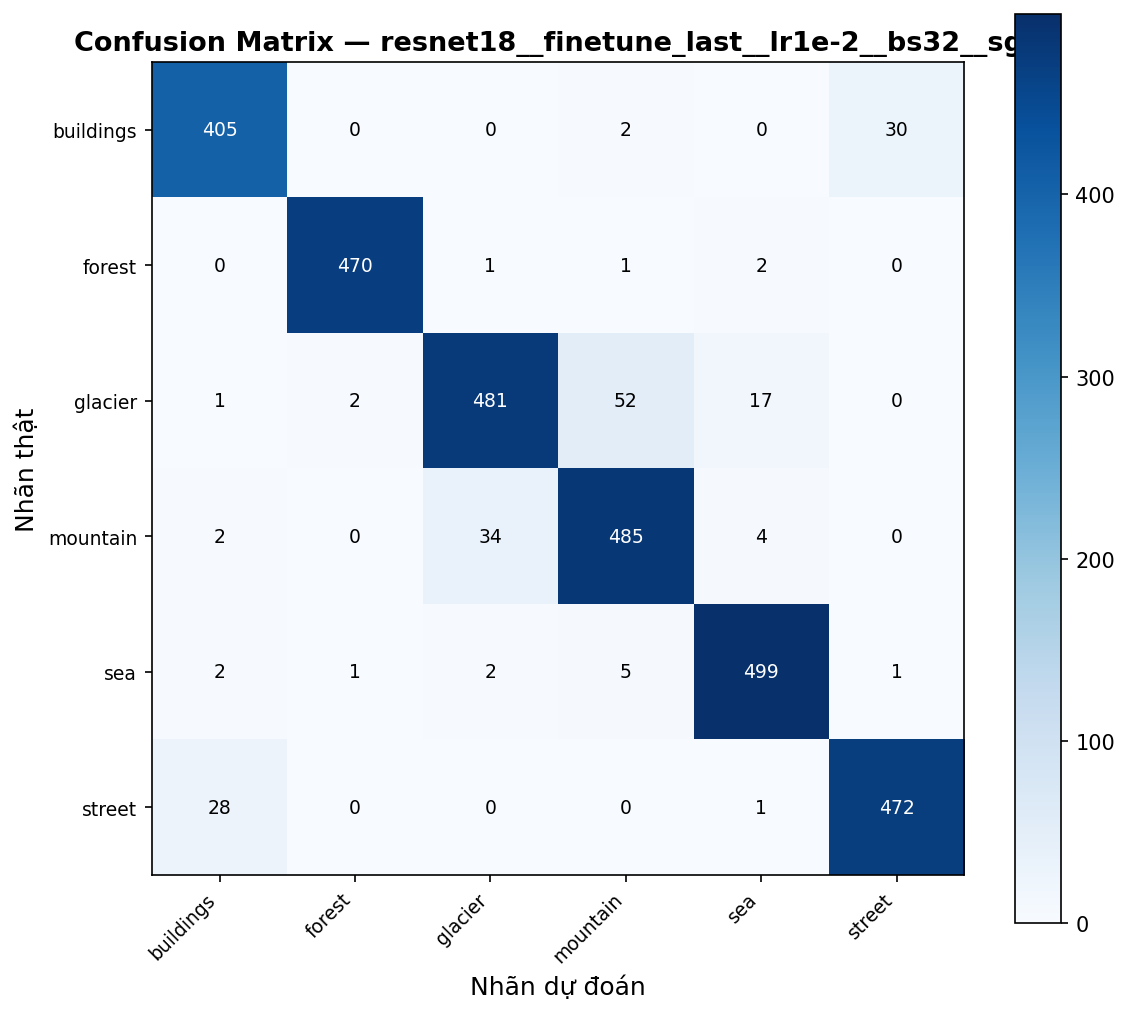 Confusion Matrix — resnet18__finetune_last__lr1e-2__bs32__sg
buildings 405 0 0 2 0 30
forest 0 470 1 1 2 0
glacier 1 2 481 52 17 0
mountain 2 0 34 485 4 0
sea 2 1 2 5 499 1
street 28 0 0 0 1 472
buildings forest glacier mountain sea street
Nhãn dự đoán
Nhãn thật
400
300
200
100
0